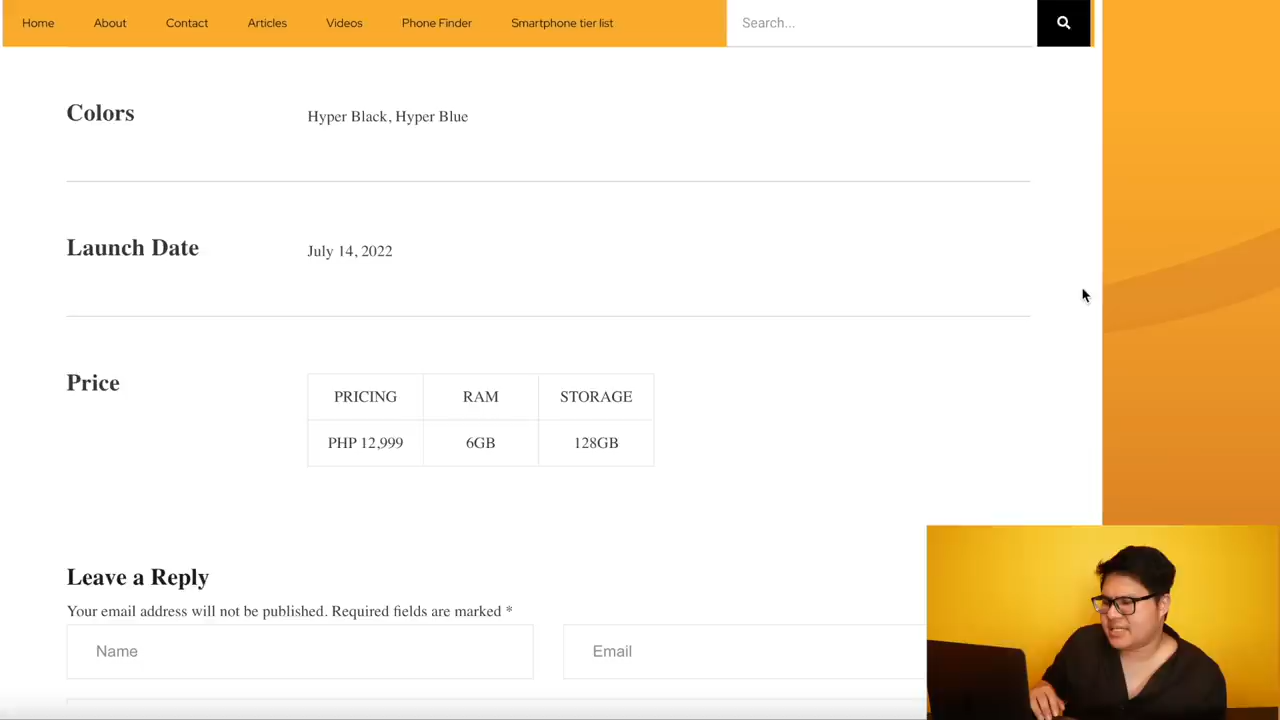 Home About Contact Articles Videos Phone Finder Smartphone tier list Search...
Colors Hyper Black, Hyper Blue
Launch Date July 14, 2022
Price PRICING RAM STORAGE
PHP 12,999 6GB 128GB
Leave a Reply
Your email address will not be published. Required fields are marked *
Name Email